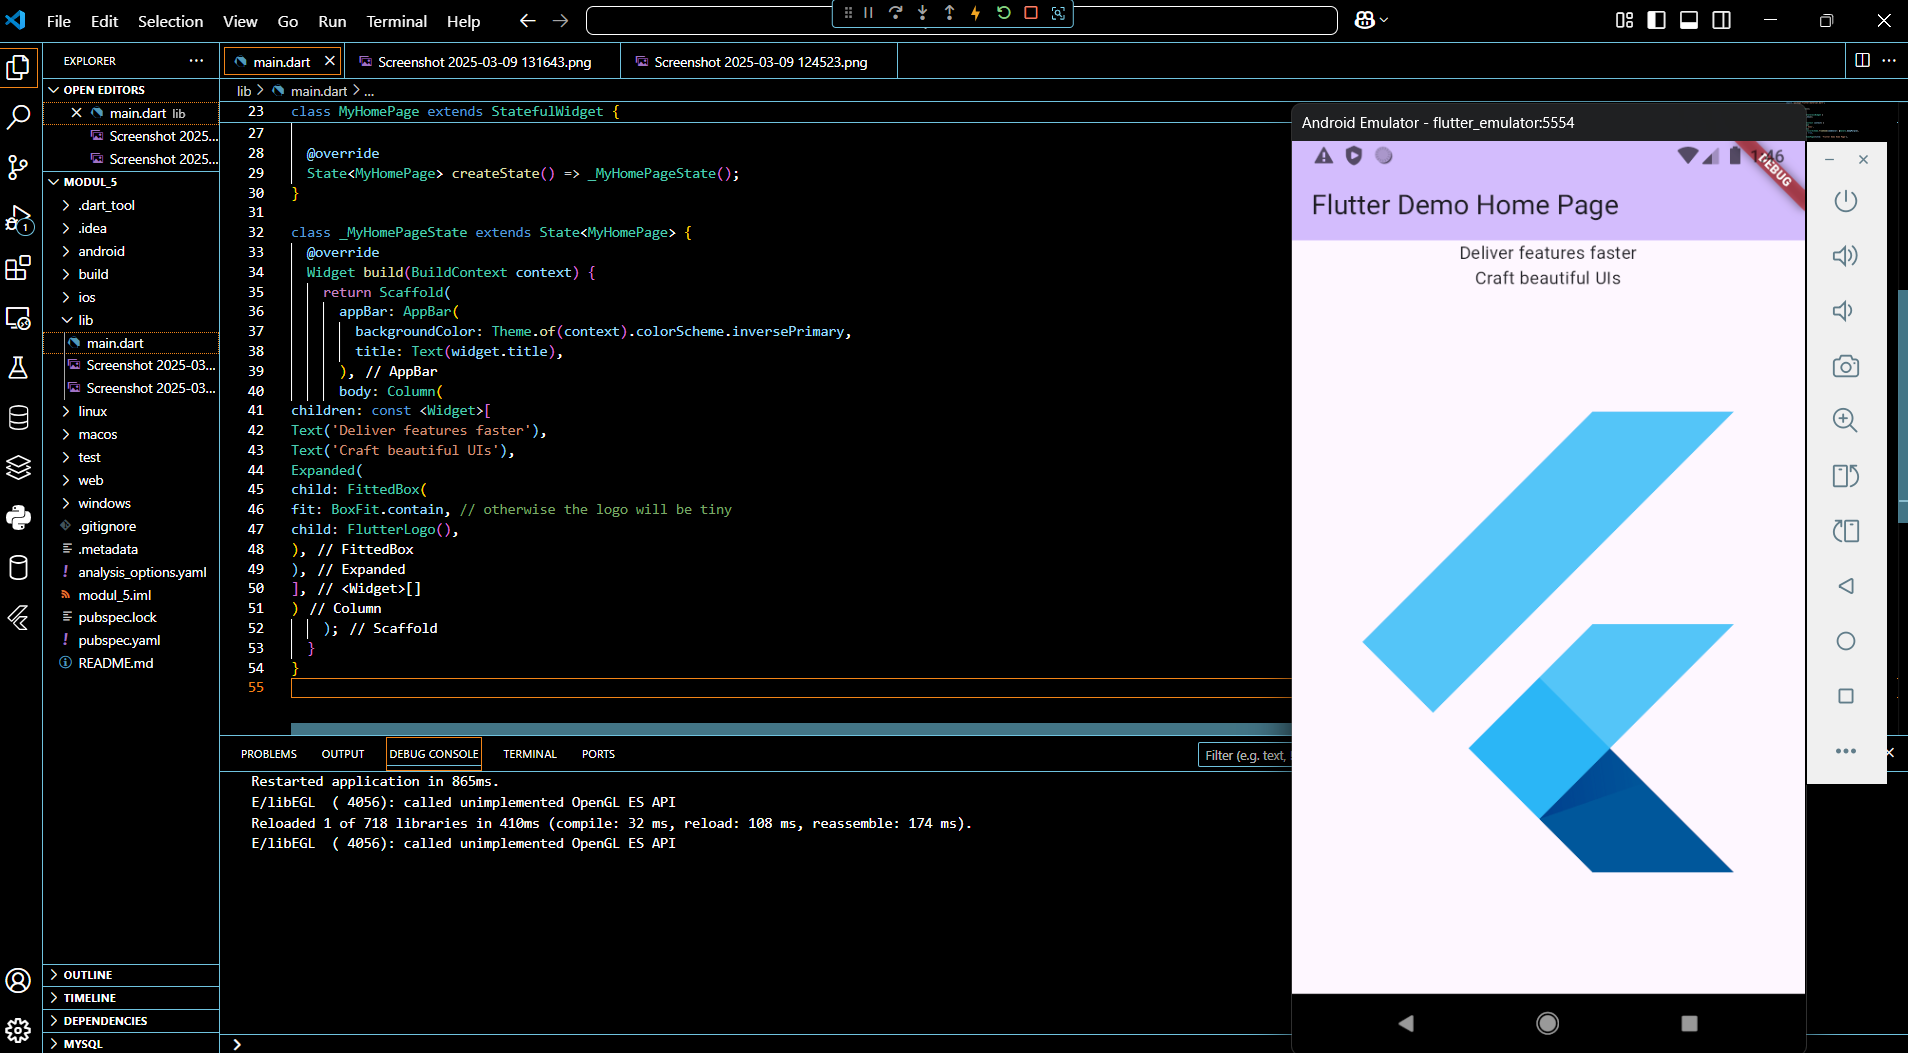 File Edit Selection View Go Run Terminal Help
EXPLORER
OPEN EDITORS
main.dart lib
Screenshot 2025...
Screenshot 2025...
MODUL_5
.dart_tool
.idea
android
build
ios
lib
main.dart
Screenshot 2025-03...
Screenshot 2025-03...
linux
macos
test
web
windows
.gitignore
.metadata
analysis_options.yaml
modul_5.iml
pubspec.lock
pubspec.yaml
README.md
OUTLINE
TIMELINE
DEPENDENCIES
MYSQL
main.dart
Screenshot 2025-03-09 131643.png
Screenshot 2025-03-09 124523.png
lib > main.dart > ...
23 class MyHomePage extends StatefulWidget {
27
28 @override
29 State<MyHomePage> createState() => _MyHomePageState();
30 }
31
32 class _MyHomePageState extends State<MyHomePage> {
33 @override
34 Widget build(BuildContext context) {
35 return Scaffold(
36 appBar: AppBar(
37 backgroundColor: Theme.of(context).colorScheme.inversePrimary,
38 title: Text(widget.title),
39 ), // AppBar
40 body: Column(
41 children: const <Widget>[
42 Text('Deliver features faster'),
43 Text('Craft beautiful UIs'),
44 Expanded(
45 child: FittedBox(
46 fit: BoxFit.contain, // otherwise the logo will be tiny
47 child: FlutterLogo(),
48 ), // FittedBox
49 ), // Expanded
50 ], // <Widget>[]
51 ) // Column
52 ); // Scaffold
53 }
54 }
55
PROBLEMS OUTPUT DEBUG CONSOLE TERMINAL PORTS
Filter (e.g. text,
Restarted application in 865ms.
E/libEGL ( 4056): called unimplemented OpenGL ES API
Reloaded 1 of 718 libraries in 410ms (compile: 32 ms, reload: 108 ms, reassemble: 174 ms).
E/libEGL ( 4056): called unimplemented OpenGL ES API
Android Emulator - flutter_emulator:5554
1:46
DEBUG
Flutter Demo Home Page
Deliver features faster
Craft beautiful UIs